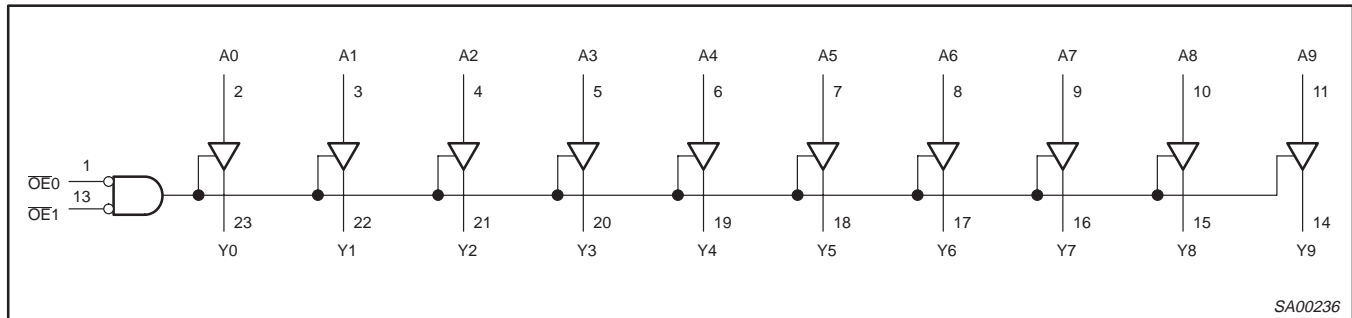 A0 A1 A2 A3 A4 A5 A6 A7 A8 A9
2 3 4 5 6 7 8 9 10 11
1
O̅E̅0
13
O̅E̅1
23 22 21 20 19 18 17 16 15 14
Y0 Y1 Y2 Y3 Y4 Y5 Y6 Y7 Y8 Y9
SA00236